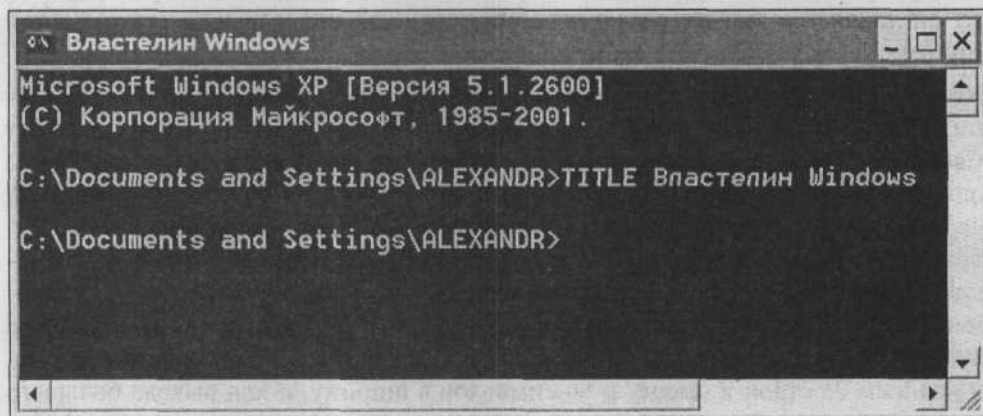 Властелин Windows
Microsoft Windows XP [Версия 5.1.2600]
(С) Корпорация Майкрософт, 1985-2001.
C:\Documents and Settings\ALEXANDR>TITLE Властелин Windows
C:\Documents and Settings\ALEXANDR>